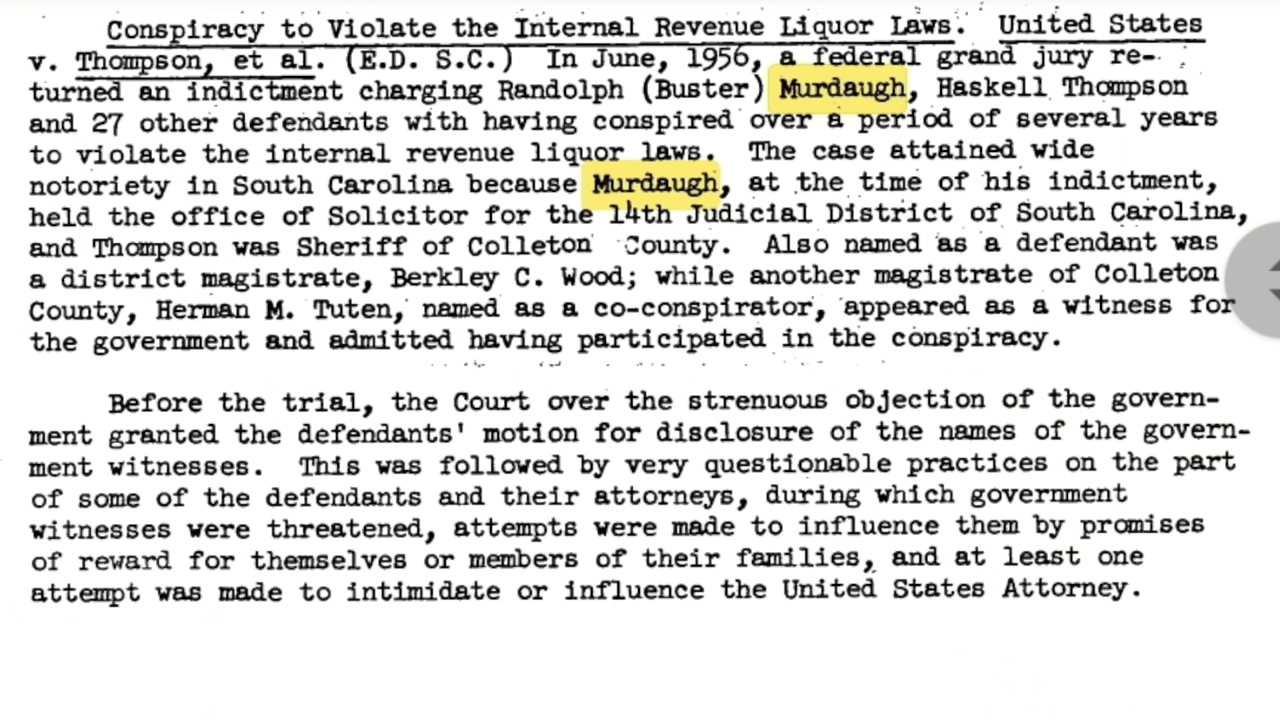 Conspiracy to Violate the Internal Revenue Liquor Laws. United States
v. Thompson, et al. (E.D. S.C.) In June, 1956, a federal grand jury re-
turned an indictment charging Randolph (Buster) Murdaugh, Haskell Thompson
and 27 other defendants with having conspired over a period of several years
to violate the internal revenue liquor laws. The case attained wide
notoriety in South Carolina because Murdaugh, at the time of his indictment,
held the office of Solicitor for the 14th Judicial District of South Carolina,
and Thompson was Sheriff of Colleton County. Also named as a defendant was
a district magistrate, Berkley C. Wood; while another magistrate of Colleton
County, Herman M. Tuten, named as a co-conspirator, appeared as a witness for
the government and admitted having participated in the conspiracy.
Before the trial, the Court over the strenuous objection of the govern-
ment granted the defendants' motion for disclosure of the names of the govern-
ment witnesses. This was followed by very questionable practices on the part
of some of the defendants and their attorneys, during which government
witnesses were threatened, attempts were made to influence them by promises
of reward for themselves or members of their families, and at least one
attempt was made to intimidate or influence the United States Attorney.